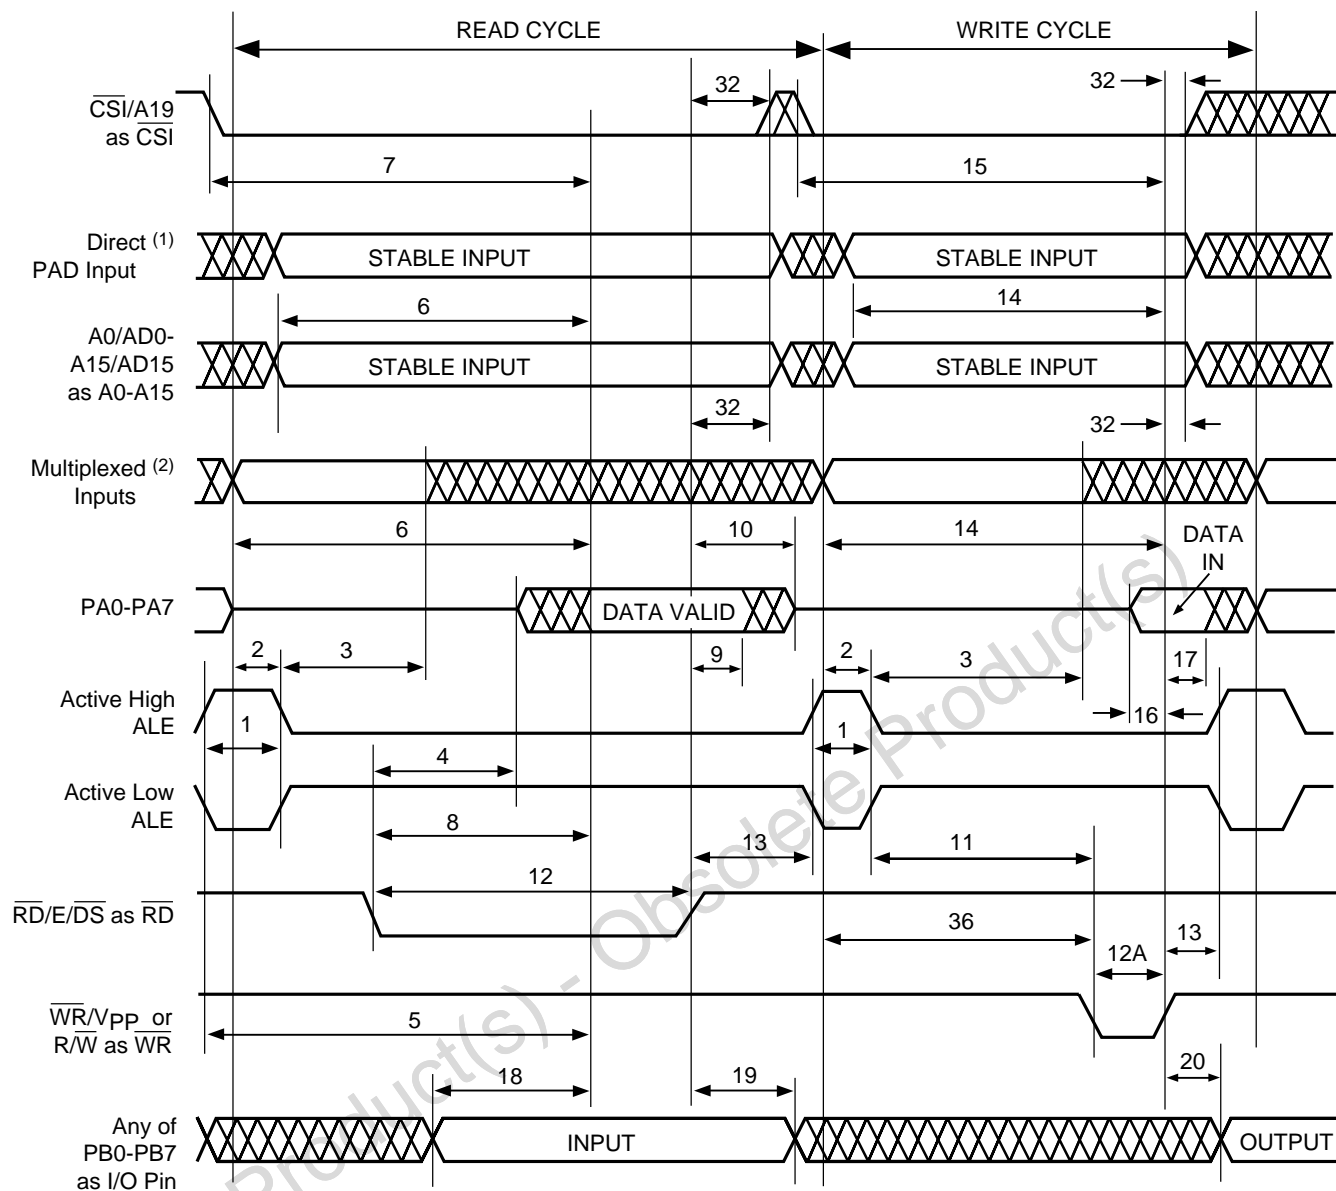 READ CYCLE
WRITE CYCLE
32
32
CSI/A19
as CSI
7
15
Direct (1)
PAD Input
STABLE INPUT
STABLE INPUT
6
14
A0/AD0-
A15/AD15
as A0-A15
STABLE INPUT
STABLE INPUT
32
32
Multiplexed (2)
Inputs
6
10
14
DATA
IN
PA0-PA7
DATA VALID
2
3
9
2
3
17
Active High
ALE
1
1
16
4
Active Low
ALE
8
13
11
12
RD/E/DS as RD
36
12A
13
WR/VPP or
R/W as WR
5
18
19
20
Any of
PB0-PB7
as I/O Pin
INPUT
OUTPUT
Product(s) - Obsolete Product(s)